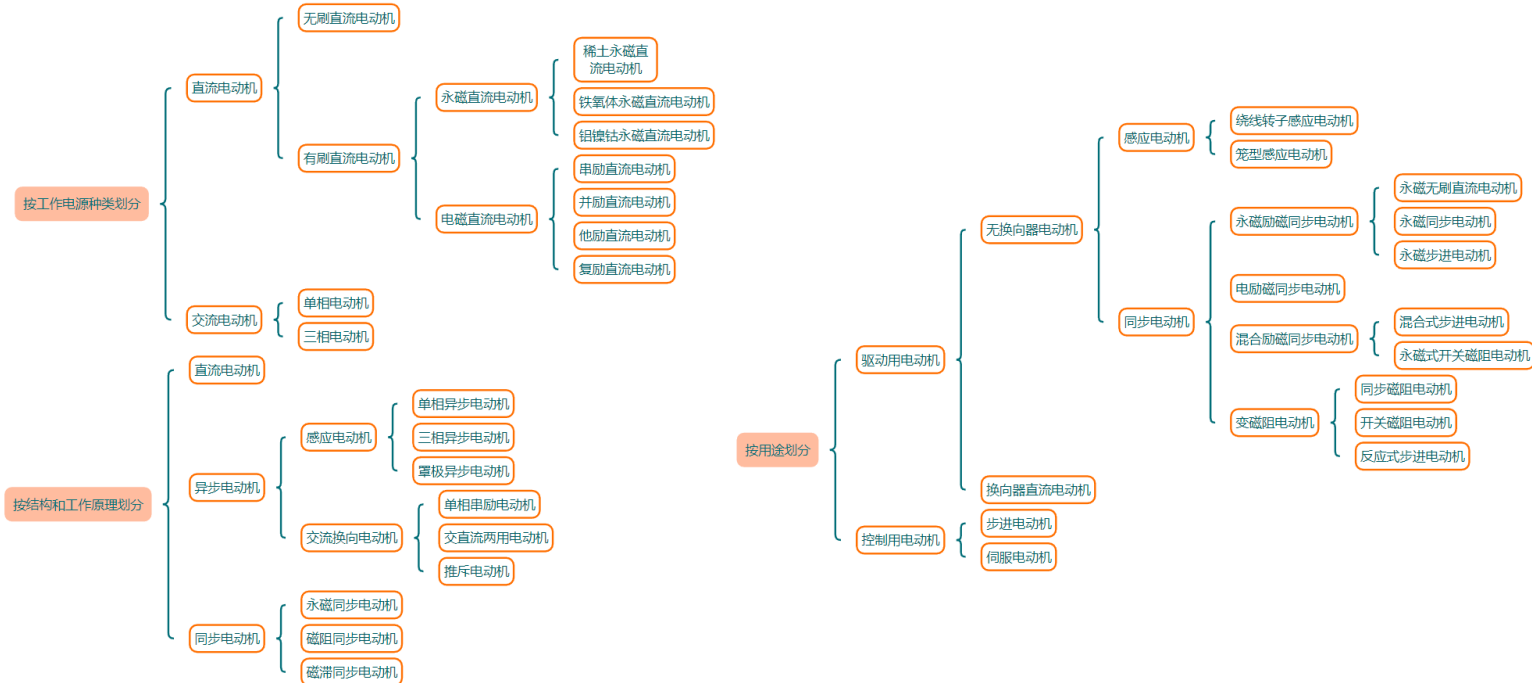 按工作电源种类划分
直流电动机
无刷直流电动机
有刷直流电动机
永磁直流电动机
稀土永磁直
流电动机
铁氧体永磁直流电动机
铝镍钴永磁直流电动机
电磁直流电动机
串励直流电动机
并励直流电动机
他励直流电动机
复励直流电动机
交流电动机
单相电动机
三相电动机
按结构和工作原理划分
直流电动机
异步电动机
感应电动机
单相异步电动机
三相异步电动机
罩极异步电动机
交流换向电动机
单相串励电动机
交直流两用电动机
推斥电动机
同步电动机
永磁同步电动机
磁阻同步电动机
磁滞同步电动机
按用途划分
驱动用电动机
无换向器电动机
感应电动机
绕线转子感应电动机
笼型感应电动机
同步电动机
永磁励磁同步电动机
永磁无刷直流电动机
永磁同步电动机
永磁步进电动机
电励磁同步电动机
混合励磁同步电动机
混合式步进电动机
永磁式开关磁阻电动机
变磁阻电动机
同步磁阻电动机
开关磁阻电动机
反应式步进电动机
换向器直流电动机
控制用电动机
步进电动机
伺服电动机